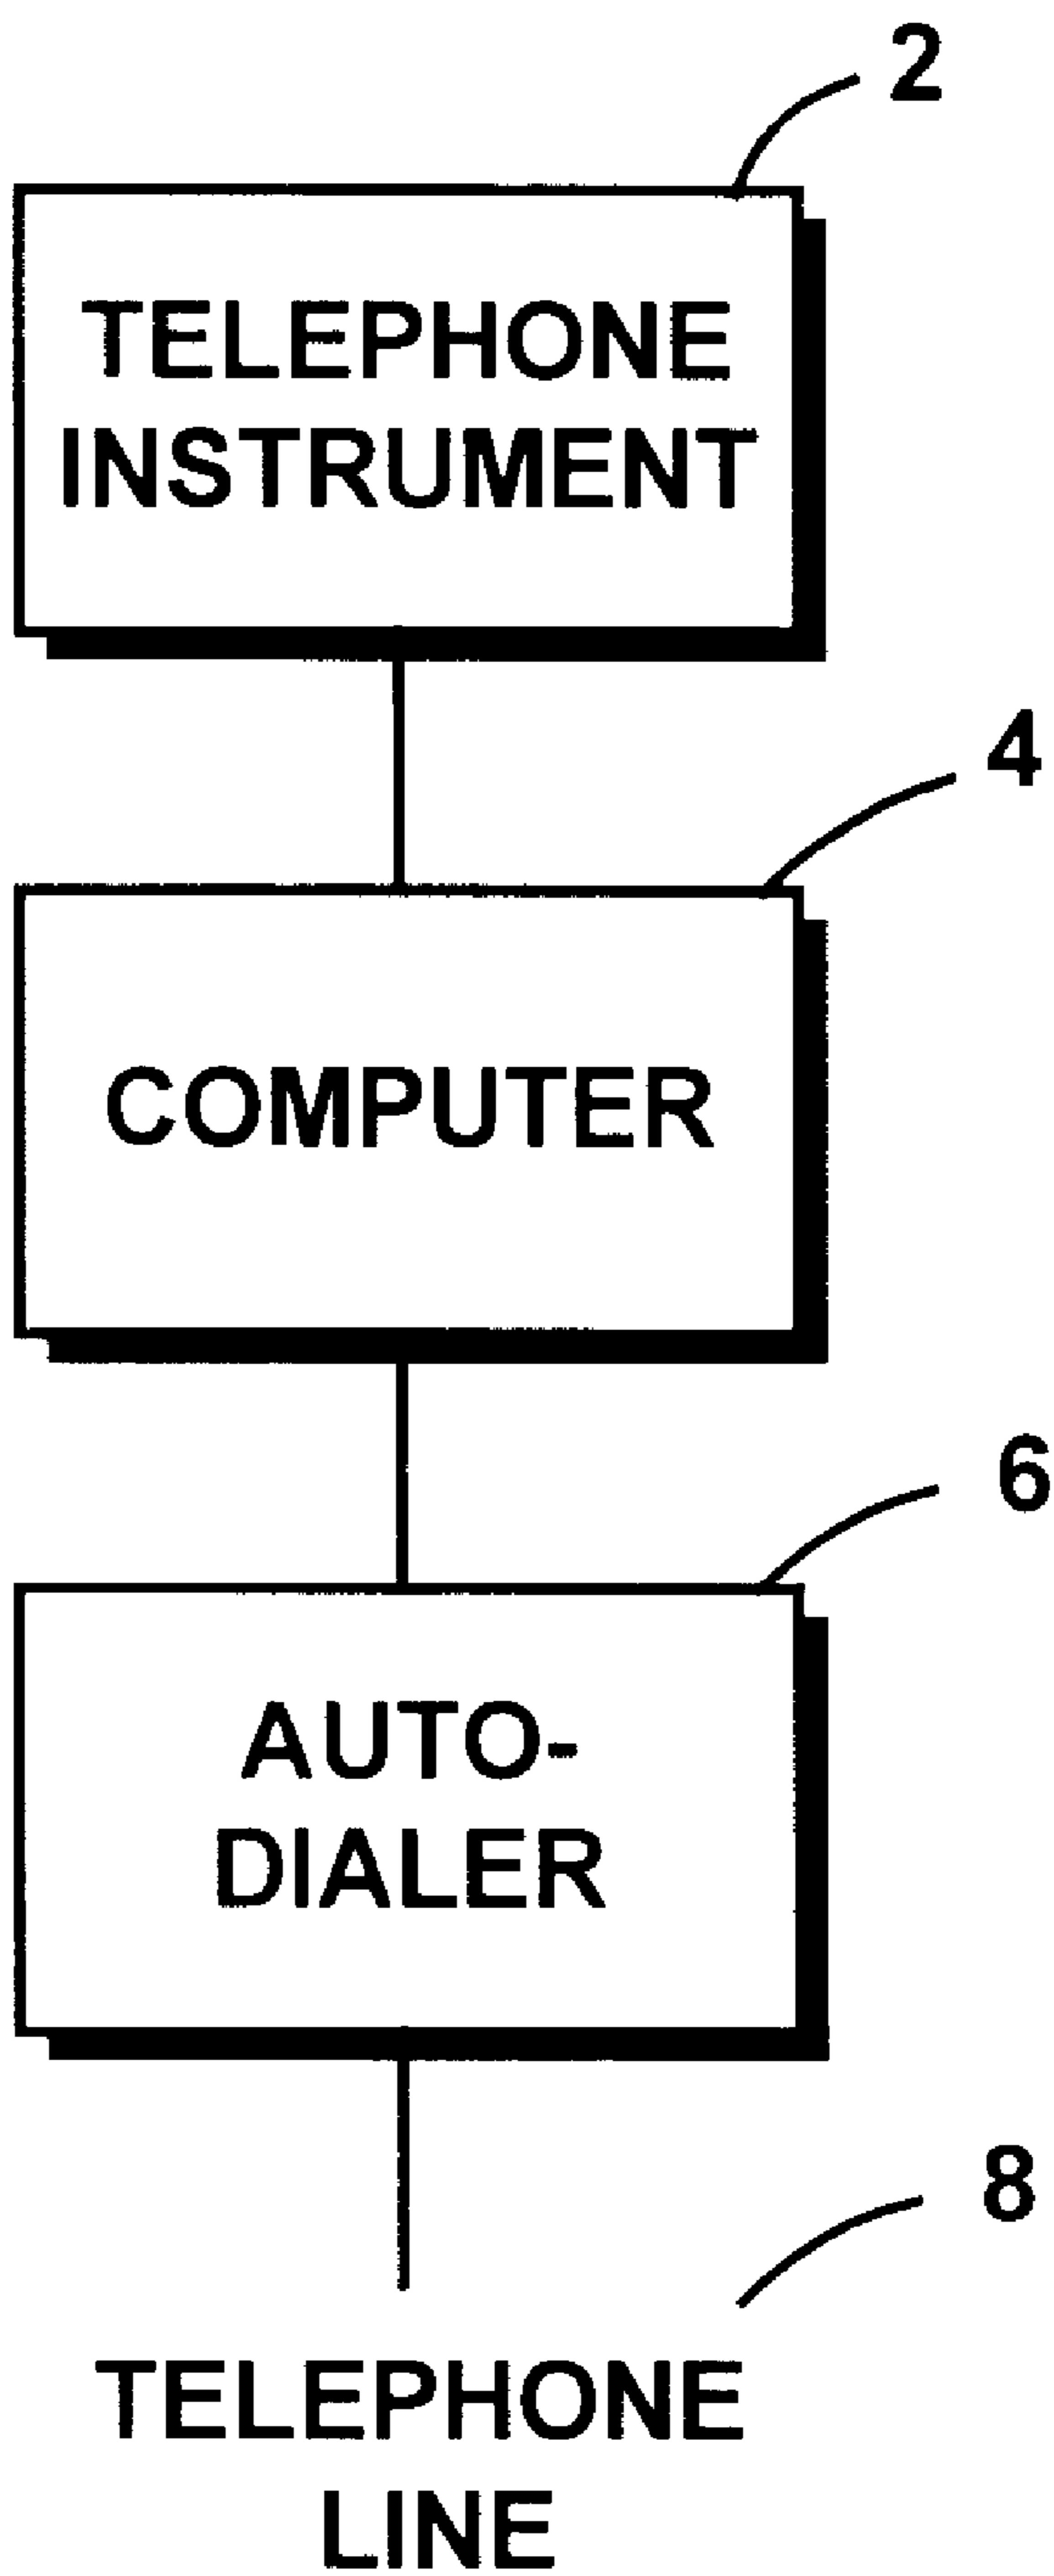 2
TELEPHONE
INSTRUMENT
4
COMPUTER
6
AUTO-
DIALER
8
TELEPHONE
LINE